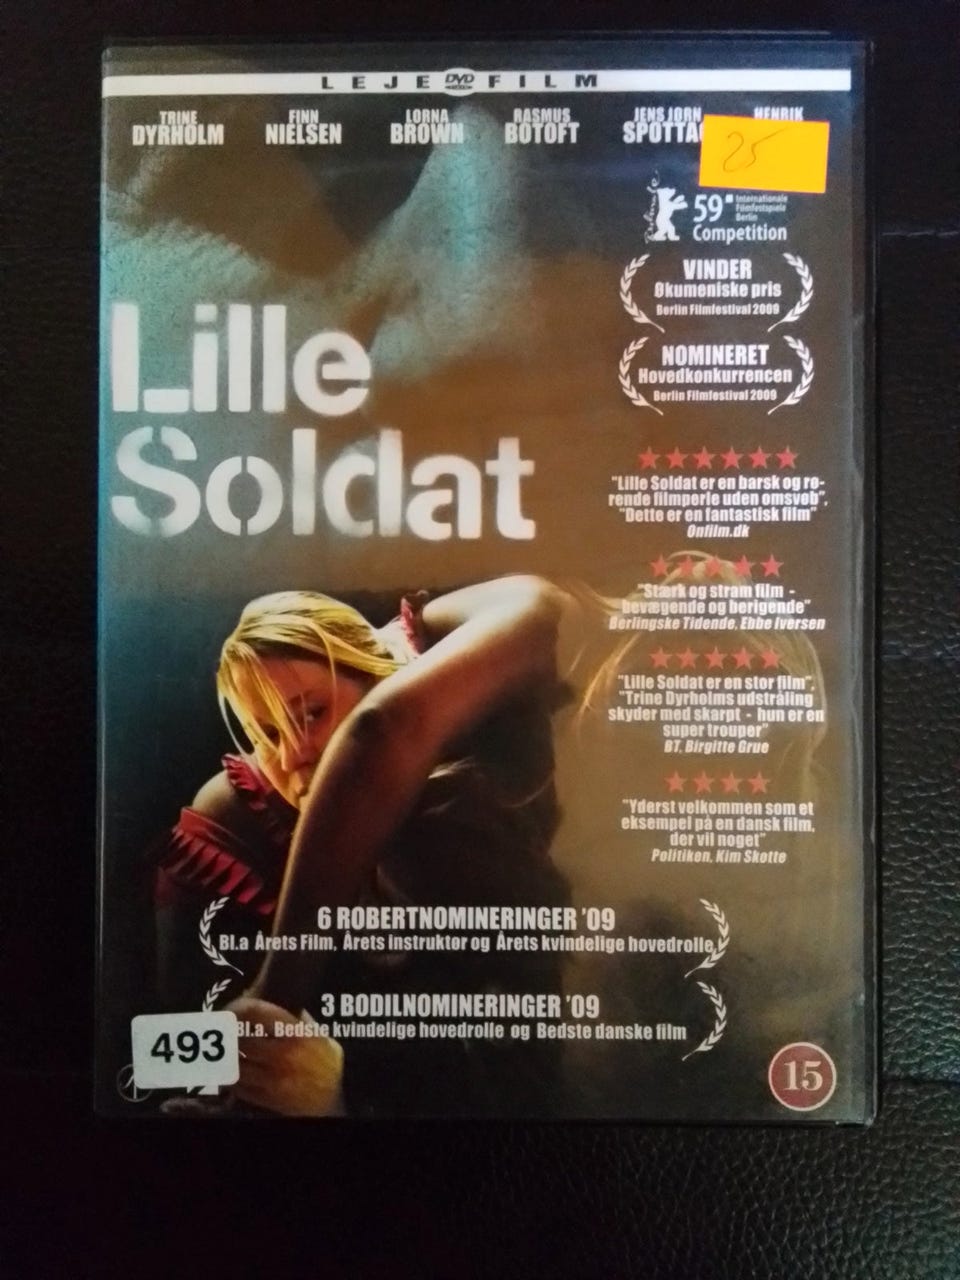 LEJE DVD FILM
TRINE DYRHOLM
FINN NIELSEN
LORNA BROWN
RASMUS BOTOFT
JENS JORN SPOTTAG
HENRIK
25
Berlinale
59
Internationale
Filmfestspiele
Berlin
Competition
VINDER
Økumeniske pris
Berlin Filmfestival 2009
NOMINERET
Hovedkonkurrencen
Berlin Filmfestival 2009
Lille
Soldat
"Lille Soldat er en barsk og rø-
rende filmperle uden omsvøb",
"Dette er en fantastisk film"
Onfilm.dk
"Stærk og stram film -
bevægende og berigende"
Berlingske Tidende, Ebbe Iversen
"Lille Soldat er en stor film",
"Trine Dyrholms udstråling
skyder med skarpt - hun er en
super trouper"
BT, Birgitte Grue
"Yderst velkommen som et
eksempel på en dansk film,
der vil noget"
Politiken, Kim Skotte
6 ROBERTNOMINERINGER '09
Bl.a Årets Film, Årets instruktør og Årets kvindelige hovedrolle
3 BODILNOMINERINGER '09
Bl.a. Bedste kvindelige hovedrolle og Bedste danske film
493
15